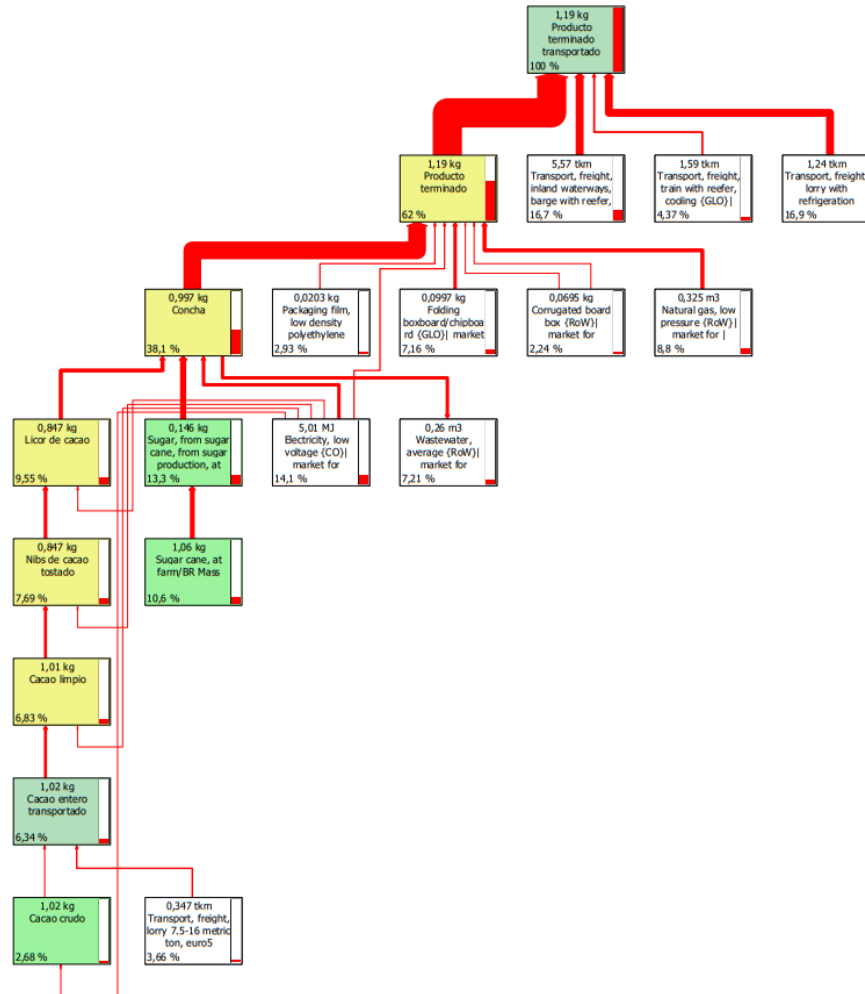 1,19 kg
Producto
terminado
transportado
100 %
1,19 kg
Producto
terminado
62 %
5,57 tkm
Transport, freight,
inland waterways,
barge with reefer,
16,7 %
1,59 tkm
Transport, freight,
train with reefer,
cooling {GLO}|
4,37 %
1,24 tkm
Transport, freight,
lorry with
refrigeration
16,9 %
0,997 kg
Concha
38,1 %
0,0203 kg
Packaging film,
low density
polyethylene
2,93 %
0,0997 kg
Folding
boxboard/chipboa
rd {GLO}| market
7,16 %
0,0695 kg
Corrugated board
box {RoW}|
market for
2,24 %
0,325 m3
Natural gas, low
pressure {RoW}|
market for |
8,8 %
0,847 kg
Licor de cacao
9,55 %
0,146 kg
Sugar, from sugar
cane, from sugar
production, at
13,3 %
5,01 MJ
Electricity, low
voltage {CO}|
market for
14,1 %
0,26 m3
Wastewater,
average {RoW}|
market for
7,21 %
0,847 kg
Nibs de cacao
tostado
7,69 %
1,06 kg
Sugar cane, at
farm/BR Mass
10,6 %
1,01 kg
Cacao limpio
6,83 %
1,02 kg
Cacao entero
transportado
6,34 %
1,02 kg
Cacao crudo
2,68 %
0,347 tkm
Transport, freight,
lorry 7.5-16 metric
ton, euro5
3,66 %